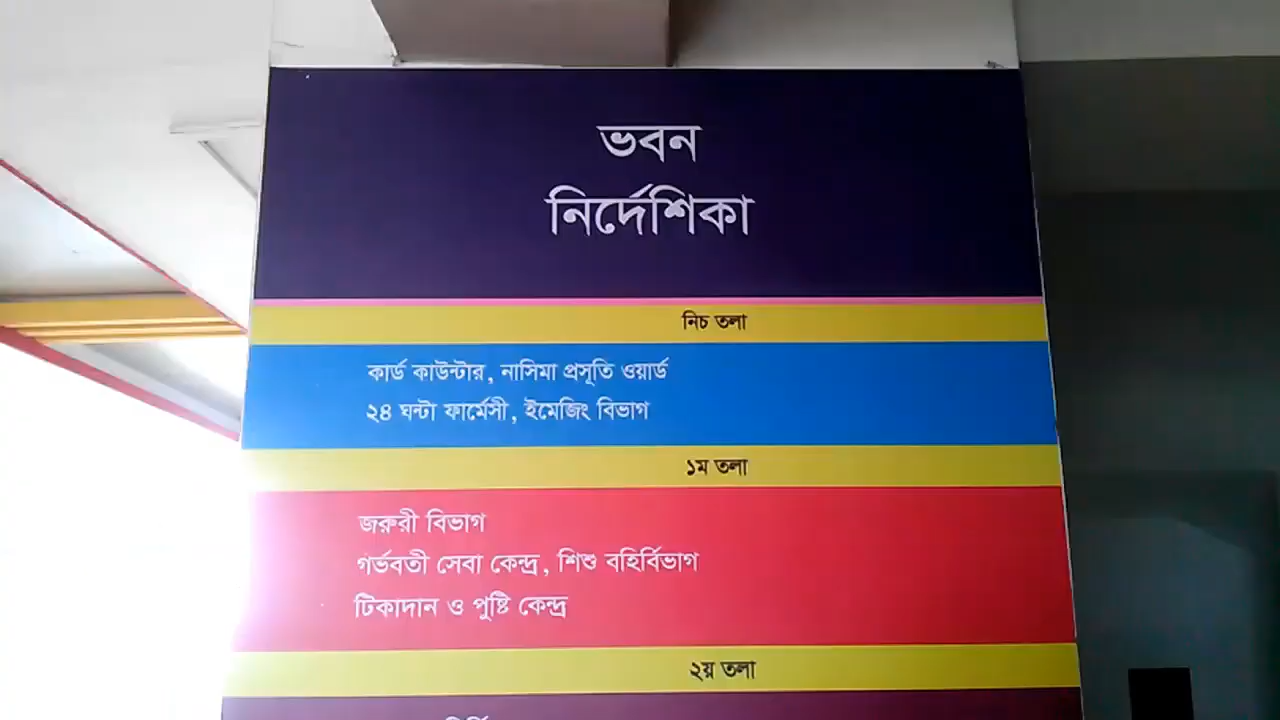 ভবন
নির্দেশিকা
নিচ তলা
কার্ড কাউন্টার, নাসিমা প্রসূতি ওয়ার্ড
২৪ ঘন্টা ফার্মেসী, ইমেজিং বিভাগ
১ম তলা
জরুরী বিভাগ
গর্ভবতী সেবা কেন্দ্র, শিশু বহির্বিভাগ
টিকাদান ও পুষ্টি কেন্দ্র
২য় তলা